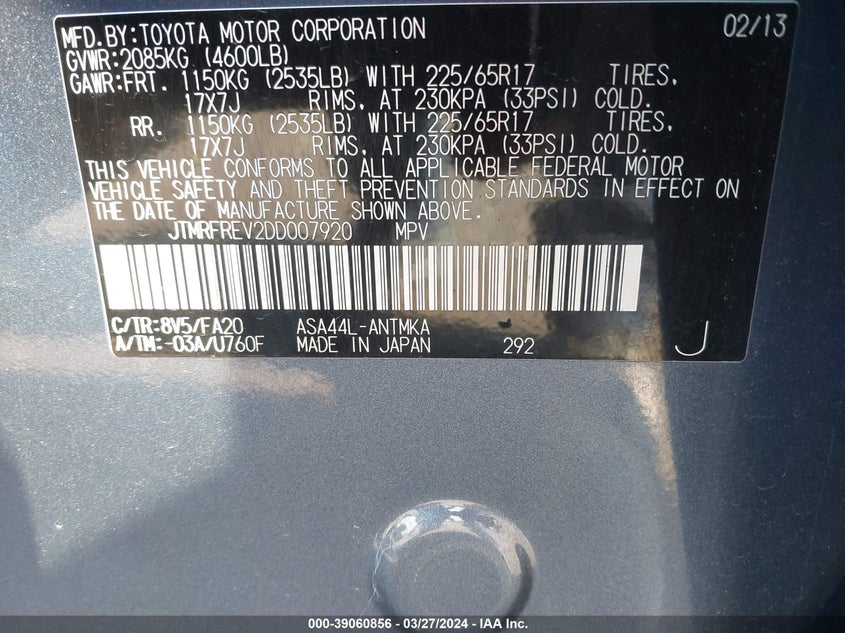 MFD.BY:TOYOTA MOTOR CORPORATION 02/13
GVWR:2085KG (4600LB)
GAWR:FRT. 1150KG (2535LB) WITH 225/65R17 TIRES,
17X7J RIMS, AT 230KPA (33PSI) COLD.
RR. 1150KG (2535LB) WITH 225/65R17 TIRES,
17X7J RIMS, AT 230KPA (33PSI) COLD.
THIS VEHICLE CONFORMS TO ALL APPLICABLE FEDERAL MOTOR
VEHICLE SAFETY AND THEFT PREVENTION STANDARDS IN EFFECT ON
THE DATE OF MANUFACTURE SHOWN ABOVE.
JTMRFREV2DD007920 MPV
C/TR:8V5/FA20 ASA44L-ANTMKA
A/TM:-03A/U760F MADE IN JAPAN 292 J
000-39060856 - 03/27/2024 - IAA Inc.